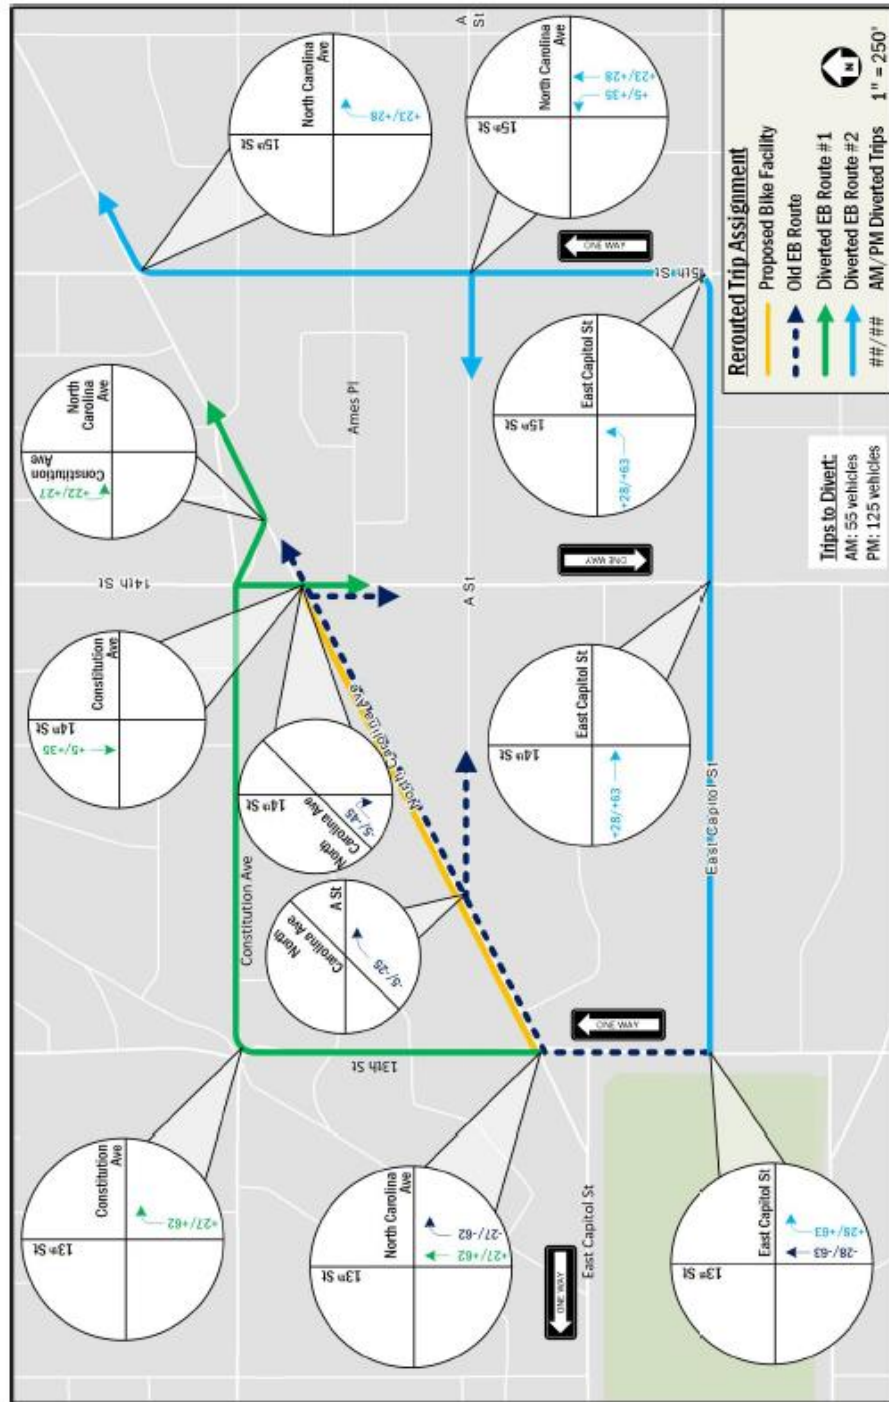 15th St
North Carolina
Ave
+23/+28
A
St
15th St
North Carolina
Ave
+5/+35
+23/+28
ONE WAY
15th St
Constitution
Ave
North
Carolina
Ave
+22/+27
Ames Pl
14th St
15th St
East Capitol St
+28/+63
ONE WAY
A St
14th St
Constitution
Ave
+5/+35
14th St
North
Carolina Ave
-5/-45
North Carolina Ave
14th St
East Capitol St
+28/+63
North
Carolina Ave
A St
-5/-25
Constitution Ave
East Capitol St
13th St
ONE WAY
13th St
Constitution
Ave
+27/+62
13th St
North Carolina
Ave
+27/+62
-27/-62
East Capitol St
ONE WAY
13th St
East Capitol St
-28/-63
+28/+63
Trips to Divert:
AM: 55 vehicles
PM: 125 vehicles
Rerouted Trip Assignment
Proposed Bike Facility
Old EB Route
Diverted EB Route #1
Diverted EB Route #2
##/## AM/PM Diverted Trips
N
1" = 250'